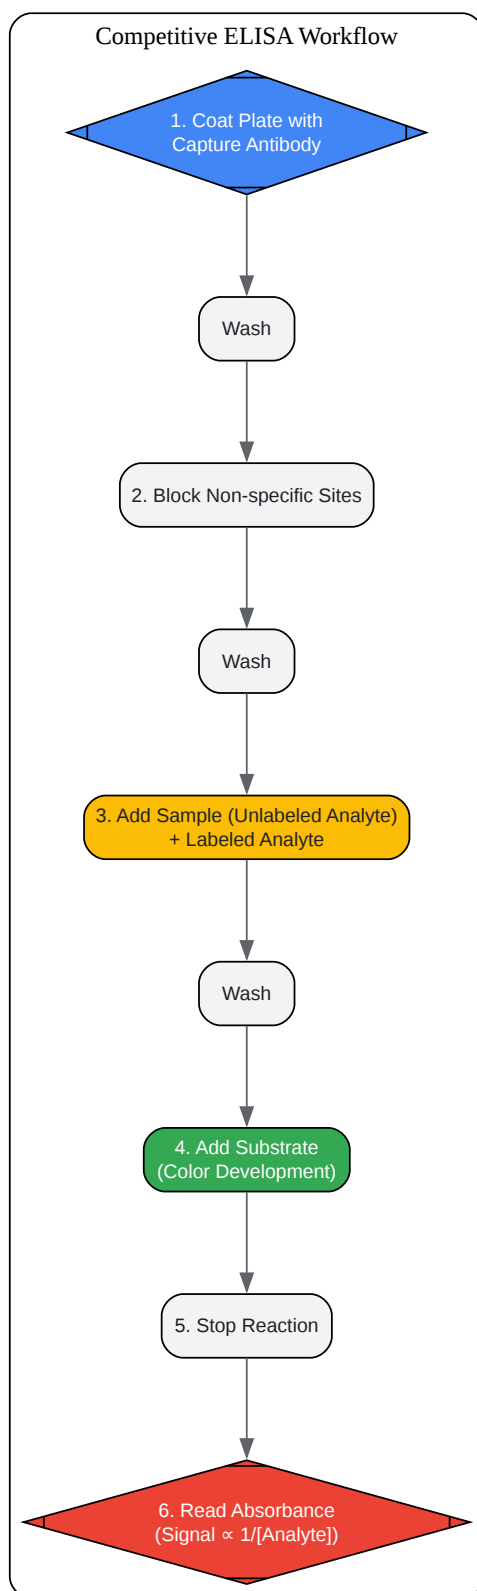 Competitive ELISA Workflow
1. Coat Plate with
Capture Antibody
Wash
2. Block Non-specific Sites
Wash
3. Add Sample (Unlabeled Analyte)
+ Labeled Analyte
Wash
4. Add Substrate
(Color Development)
5. Stop Reaction
6. Read Absorbance
(Signal ∝ 1/[Analyte])